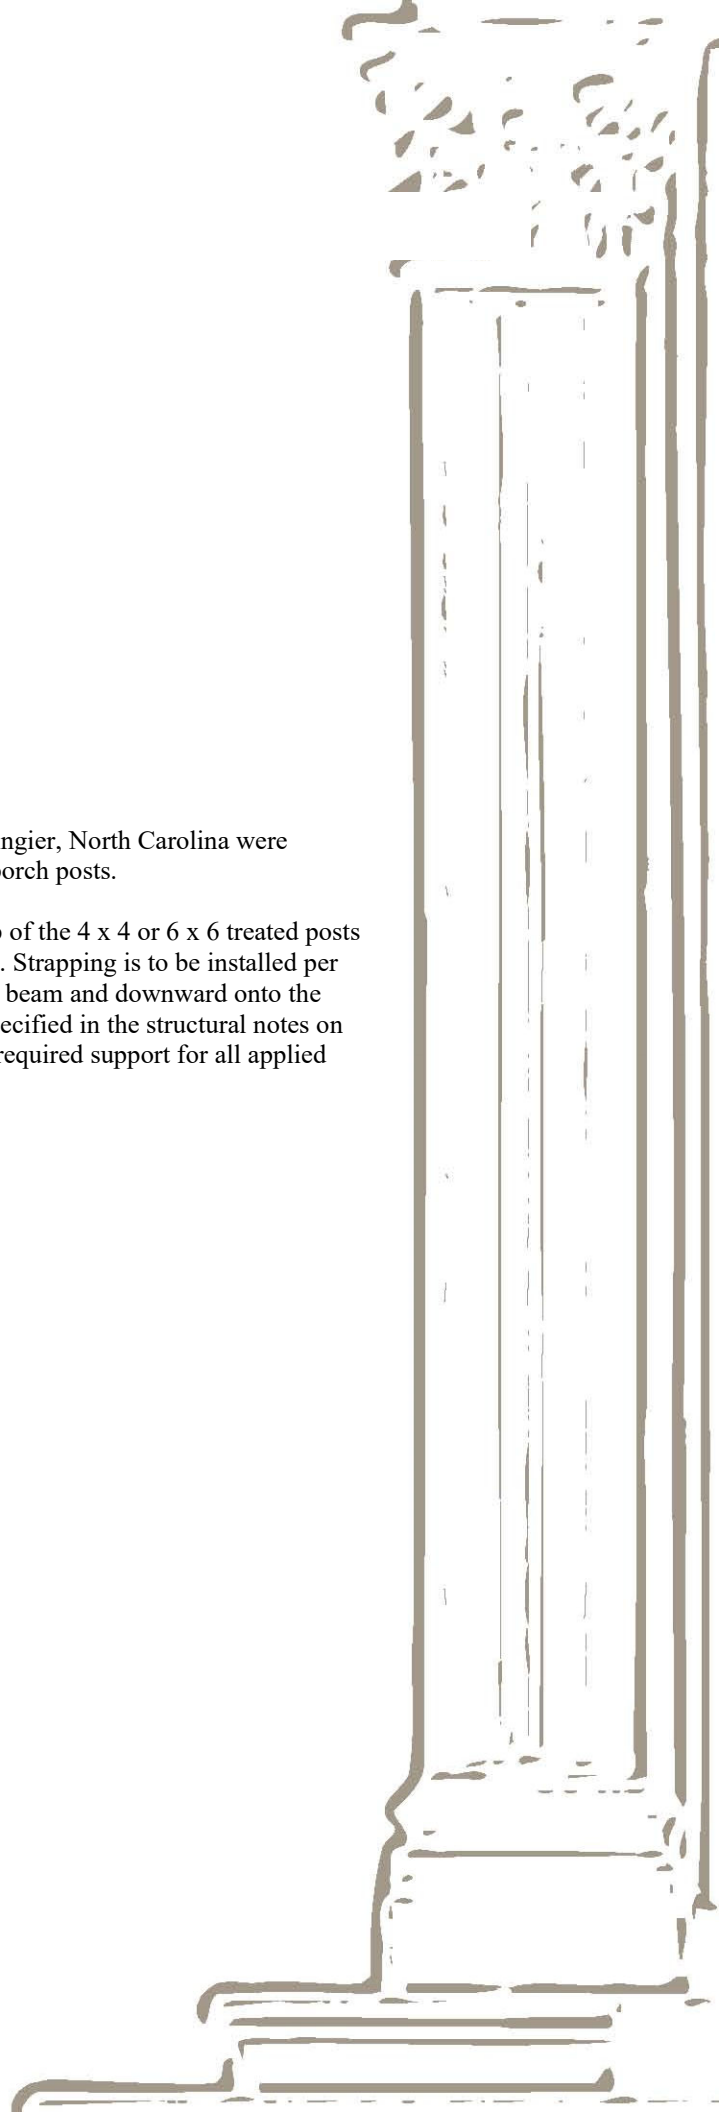 ngier, North Carolina were
orch posts.
of the 4 x 4 or 6 x 6 treated posts
. Strapping is to be installed per
beam and downward onto the
ecified in the structural notes on
required support for all applied